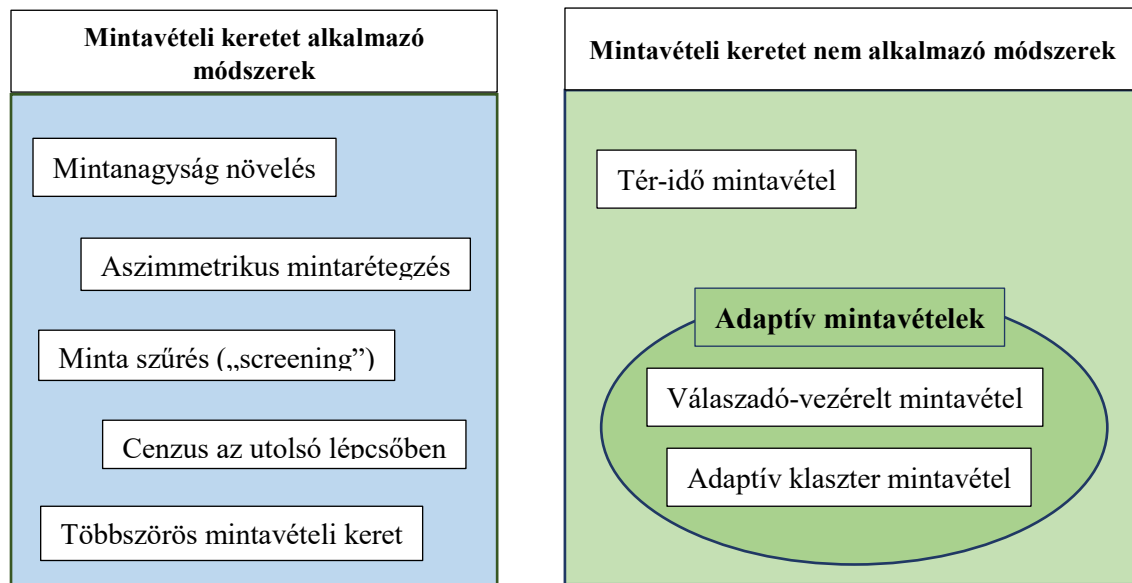 Mintavételi keretet alkalmazó
módszerek
Mintanagyság növelés
Aszimmetrikus mintarétegzés
Minta szűrés („screening”)
Cenzus az utolsó lépcsőben
Többszörös mintavételi keret
Mintavételi keretet nem alkalmazó módszerek
Tér-idő mintavétel
Adaptív mintavételek
Válaszadó-vezérelt mintavétel
Adaptív klaszter mintavétel